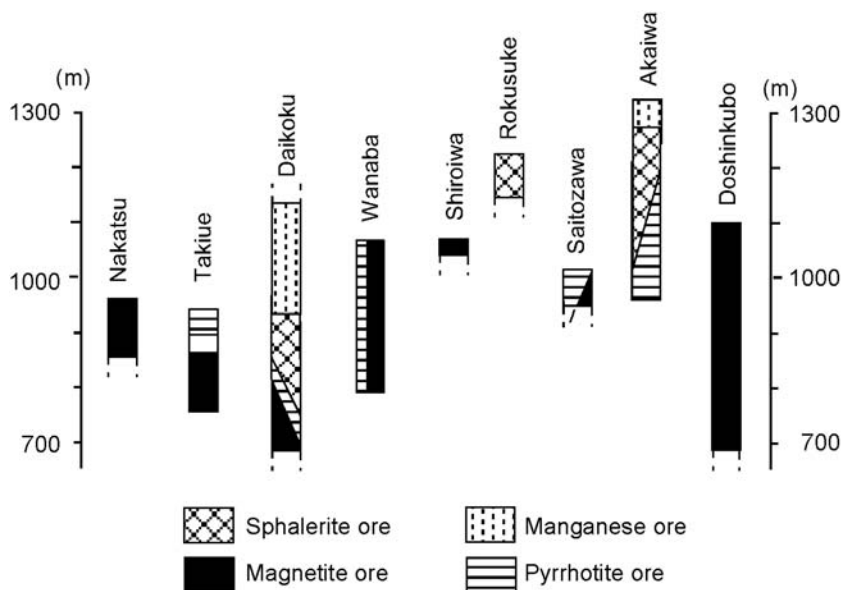 (m)
1300
1000
700
Nakatsu
Takiue
Daikoku
Wanaba
Shiroiwa
Rokusuke
Saitozawa
Akaiwa
Doshinkubo
(m)
1300
1000
700
Sphalerite ore
Manganese ore
Magnetite ore
Pyrrhotite ore